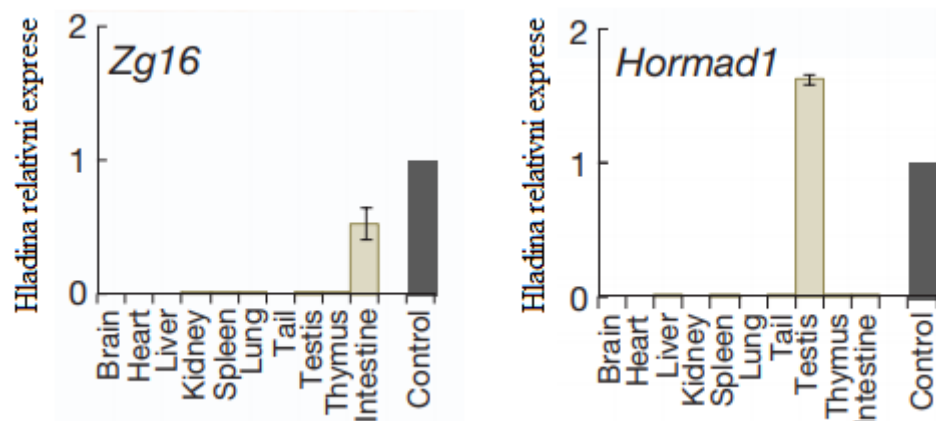 Hladina relativní exprese
2
1
0
Zg16
Brain
Heart
Liver
Kidney
Spleen
Lung
Tail
Testis
Thymus
Intestine
Control
Hladina relativní exprese
2
1
0
Hormad1
Brain
Heart
Liver
Kidney
Spleen
Lung
Tail
Testis
Thymus
Intestine
Control